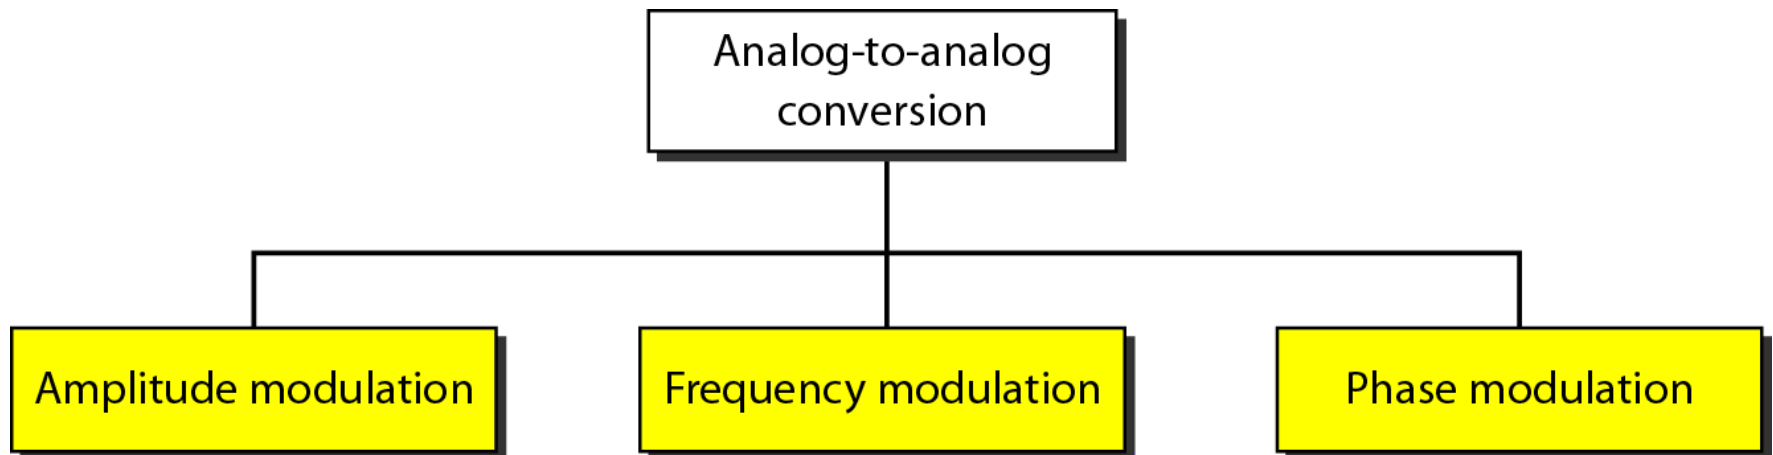 Analog-to-analog
conversion
Amplitude modulation
Frequency modulation
Phase modulation